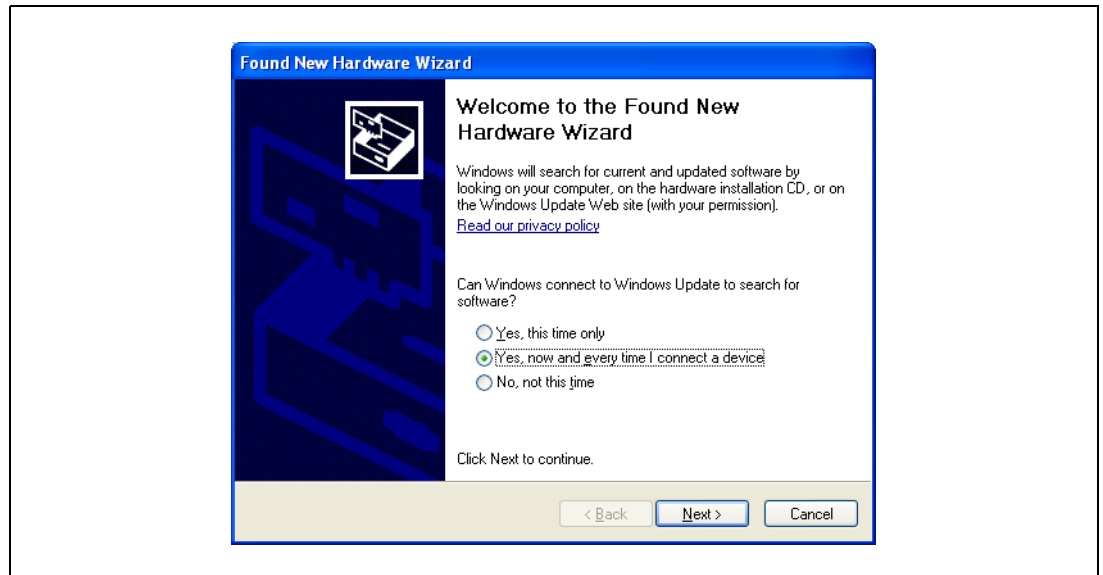 Found New Hardware Wizard
Welcome to the Found New
Hardware Wizard
Windows will search for current and updated software by
looking on your computer, on the hardware installation CD, or on
the Windows Update Web site (with your permission).
Read our privacy policy
Can Windows connect to Windows Update to search for
software?
Yes, this time only
Yes, now and every time I connect a device
No, not this time
Click Next to continue.
< Back Next > Cancel